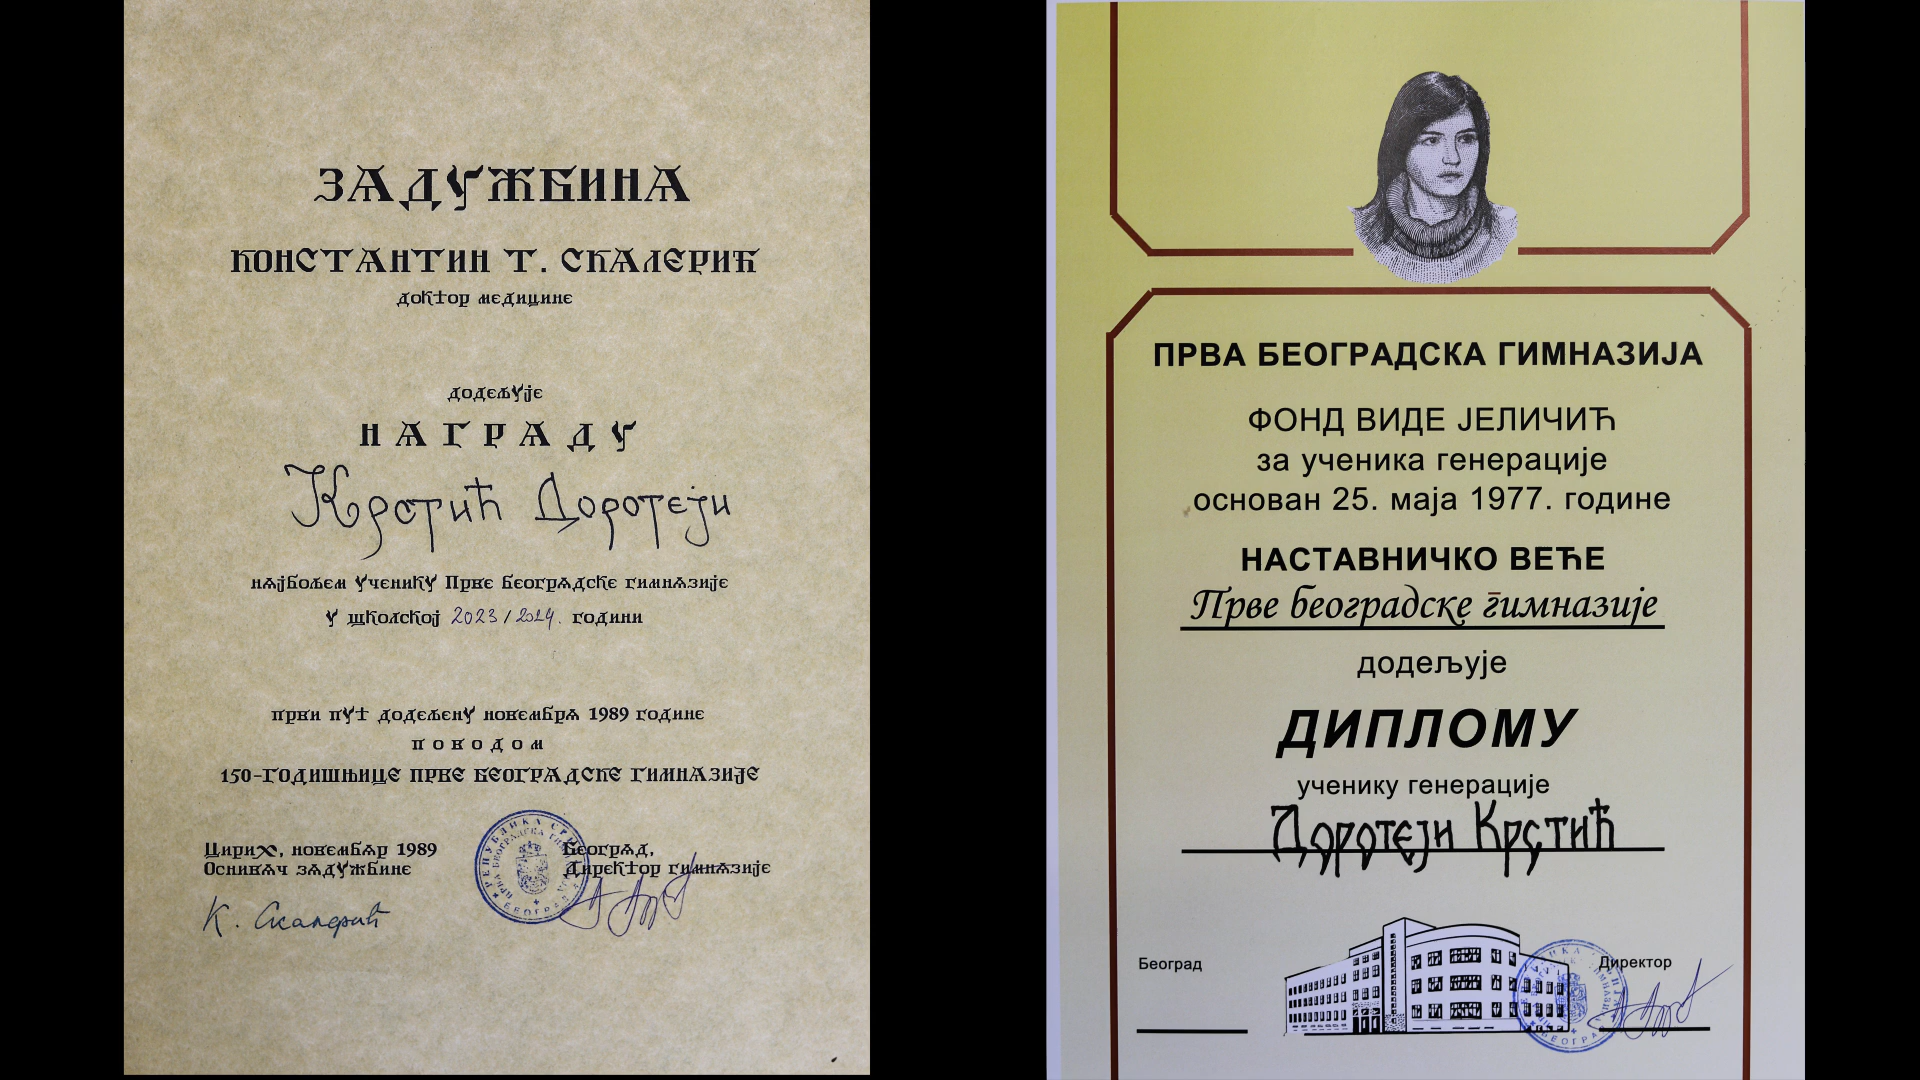 ЗАДУЖБИНА
КОНСТАНТИН Т. СКАЛЕРИЋ
доктор медицине
додељује
НАГРАДУ
Крстић Доротеји
најбољем ученику Прве београдске гимназије
у школској 2023/2024. години
први пут додељену новембра 1989 године
поводом
150-годишњице Прве београдске гимназије
Цирих, новембар 1989
Оснивач задужбине
К. Скалерић
Београд,
Директор гимназије
ПРВА БЕОГРАДСКА ГИМНАЗИЈА
ФОНД ВИДЕ ЈЕЛИЧИЋ
за ученика генерације
основан 25. маја 1977. године
НАСТАВНИЧКО ВЕЋЕ
Прве београдске гимназије
додељује
ДИПЛОМУ
ученику генерације
Доротеји Крстић
Београд
Директор